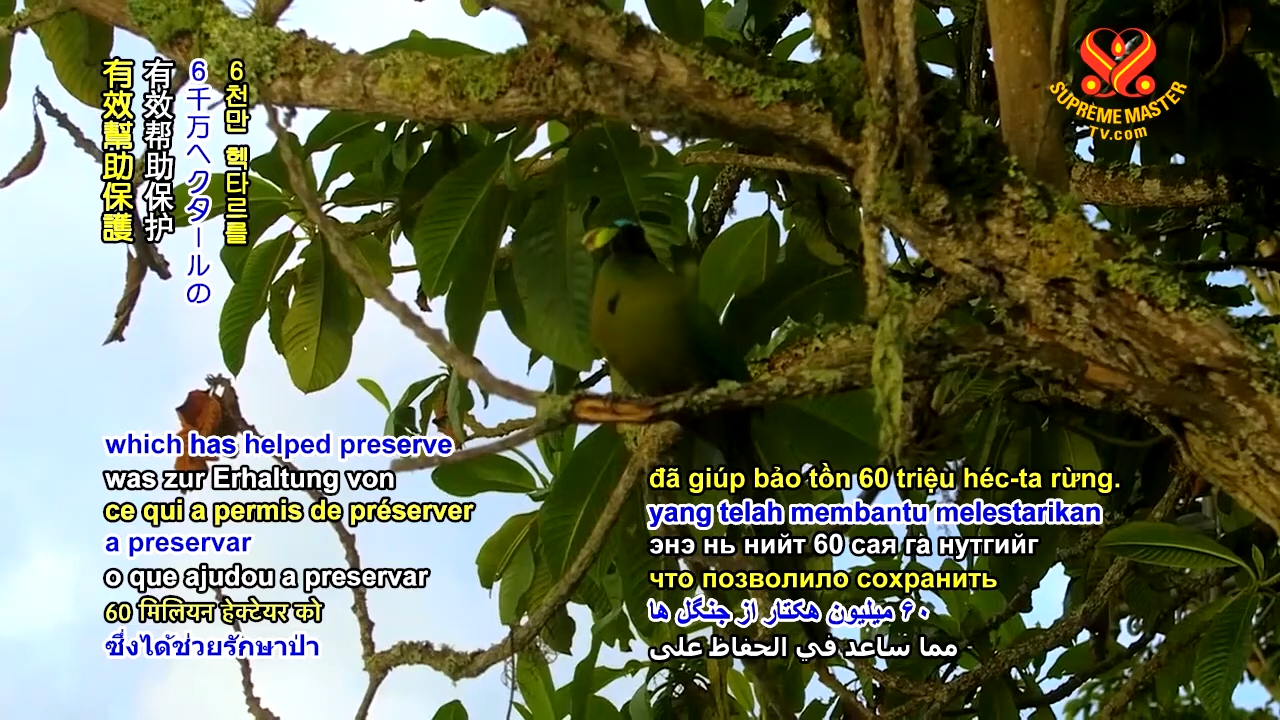 有效幫助保護
有效帮助保护
6千万ヘクタールの
6천만 헥타르를
SUPREME MASTER
TV.com
which has helped preserve
was zur Erhaltung von
ce qui a permis de préserver
a preservar
o que ajudou a preservar
60 मिलियन हेक्टेयर को
ซึ่งได้ช่วยรักษาป่า
đã giúp bảo tồn 60 triệu héc-ta rừng.
yang telah membantu melestarikan
энэ нь нийт 60 сая га нутгийг
что позволило сохранить
۶۰ میلیون هکتار از جنگل ها
مما ساعد في الحفاظ على